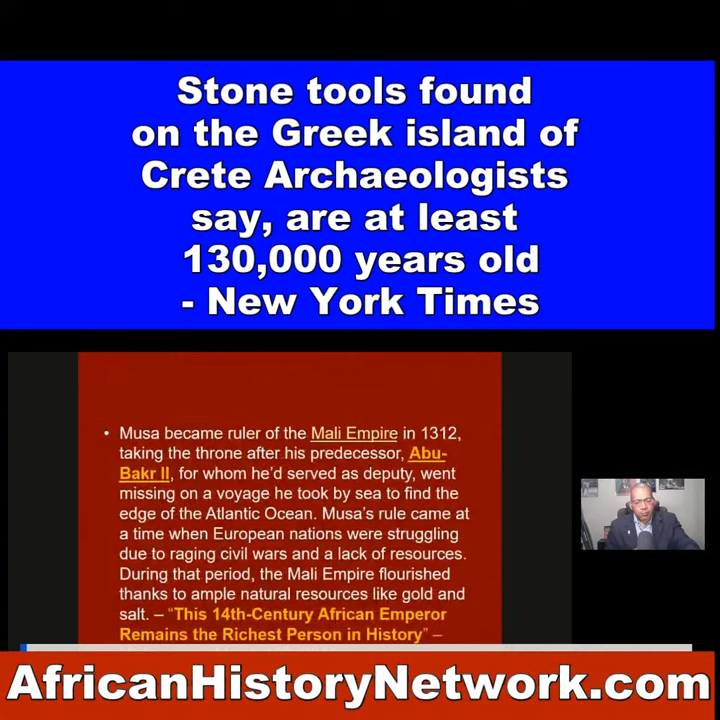 Stone tools found
on the Greek island of
Crete Archaeologists
say, are at least
130,000 years old
- New York Times
• Musa became ruler of the Mali Empire in 1312,
taking the throne after his predecessor, Abu-
Bakr II, for whom he'd served as deputy, went
missing on a voyage he took by sea to find the
edge of the Atlantic Ocean. Musa's rule came at
a time when European nations were struggling
due to raging civil wars and a lack of resources.
During that period, the Mali Empire flourished
thanks to ample natural resources like gold and
salt. – “This 14th-Century African Emperor
Remains the Richest Person in History” –
AfricanHistoryNetwork.com